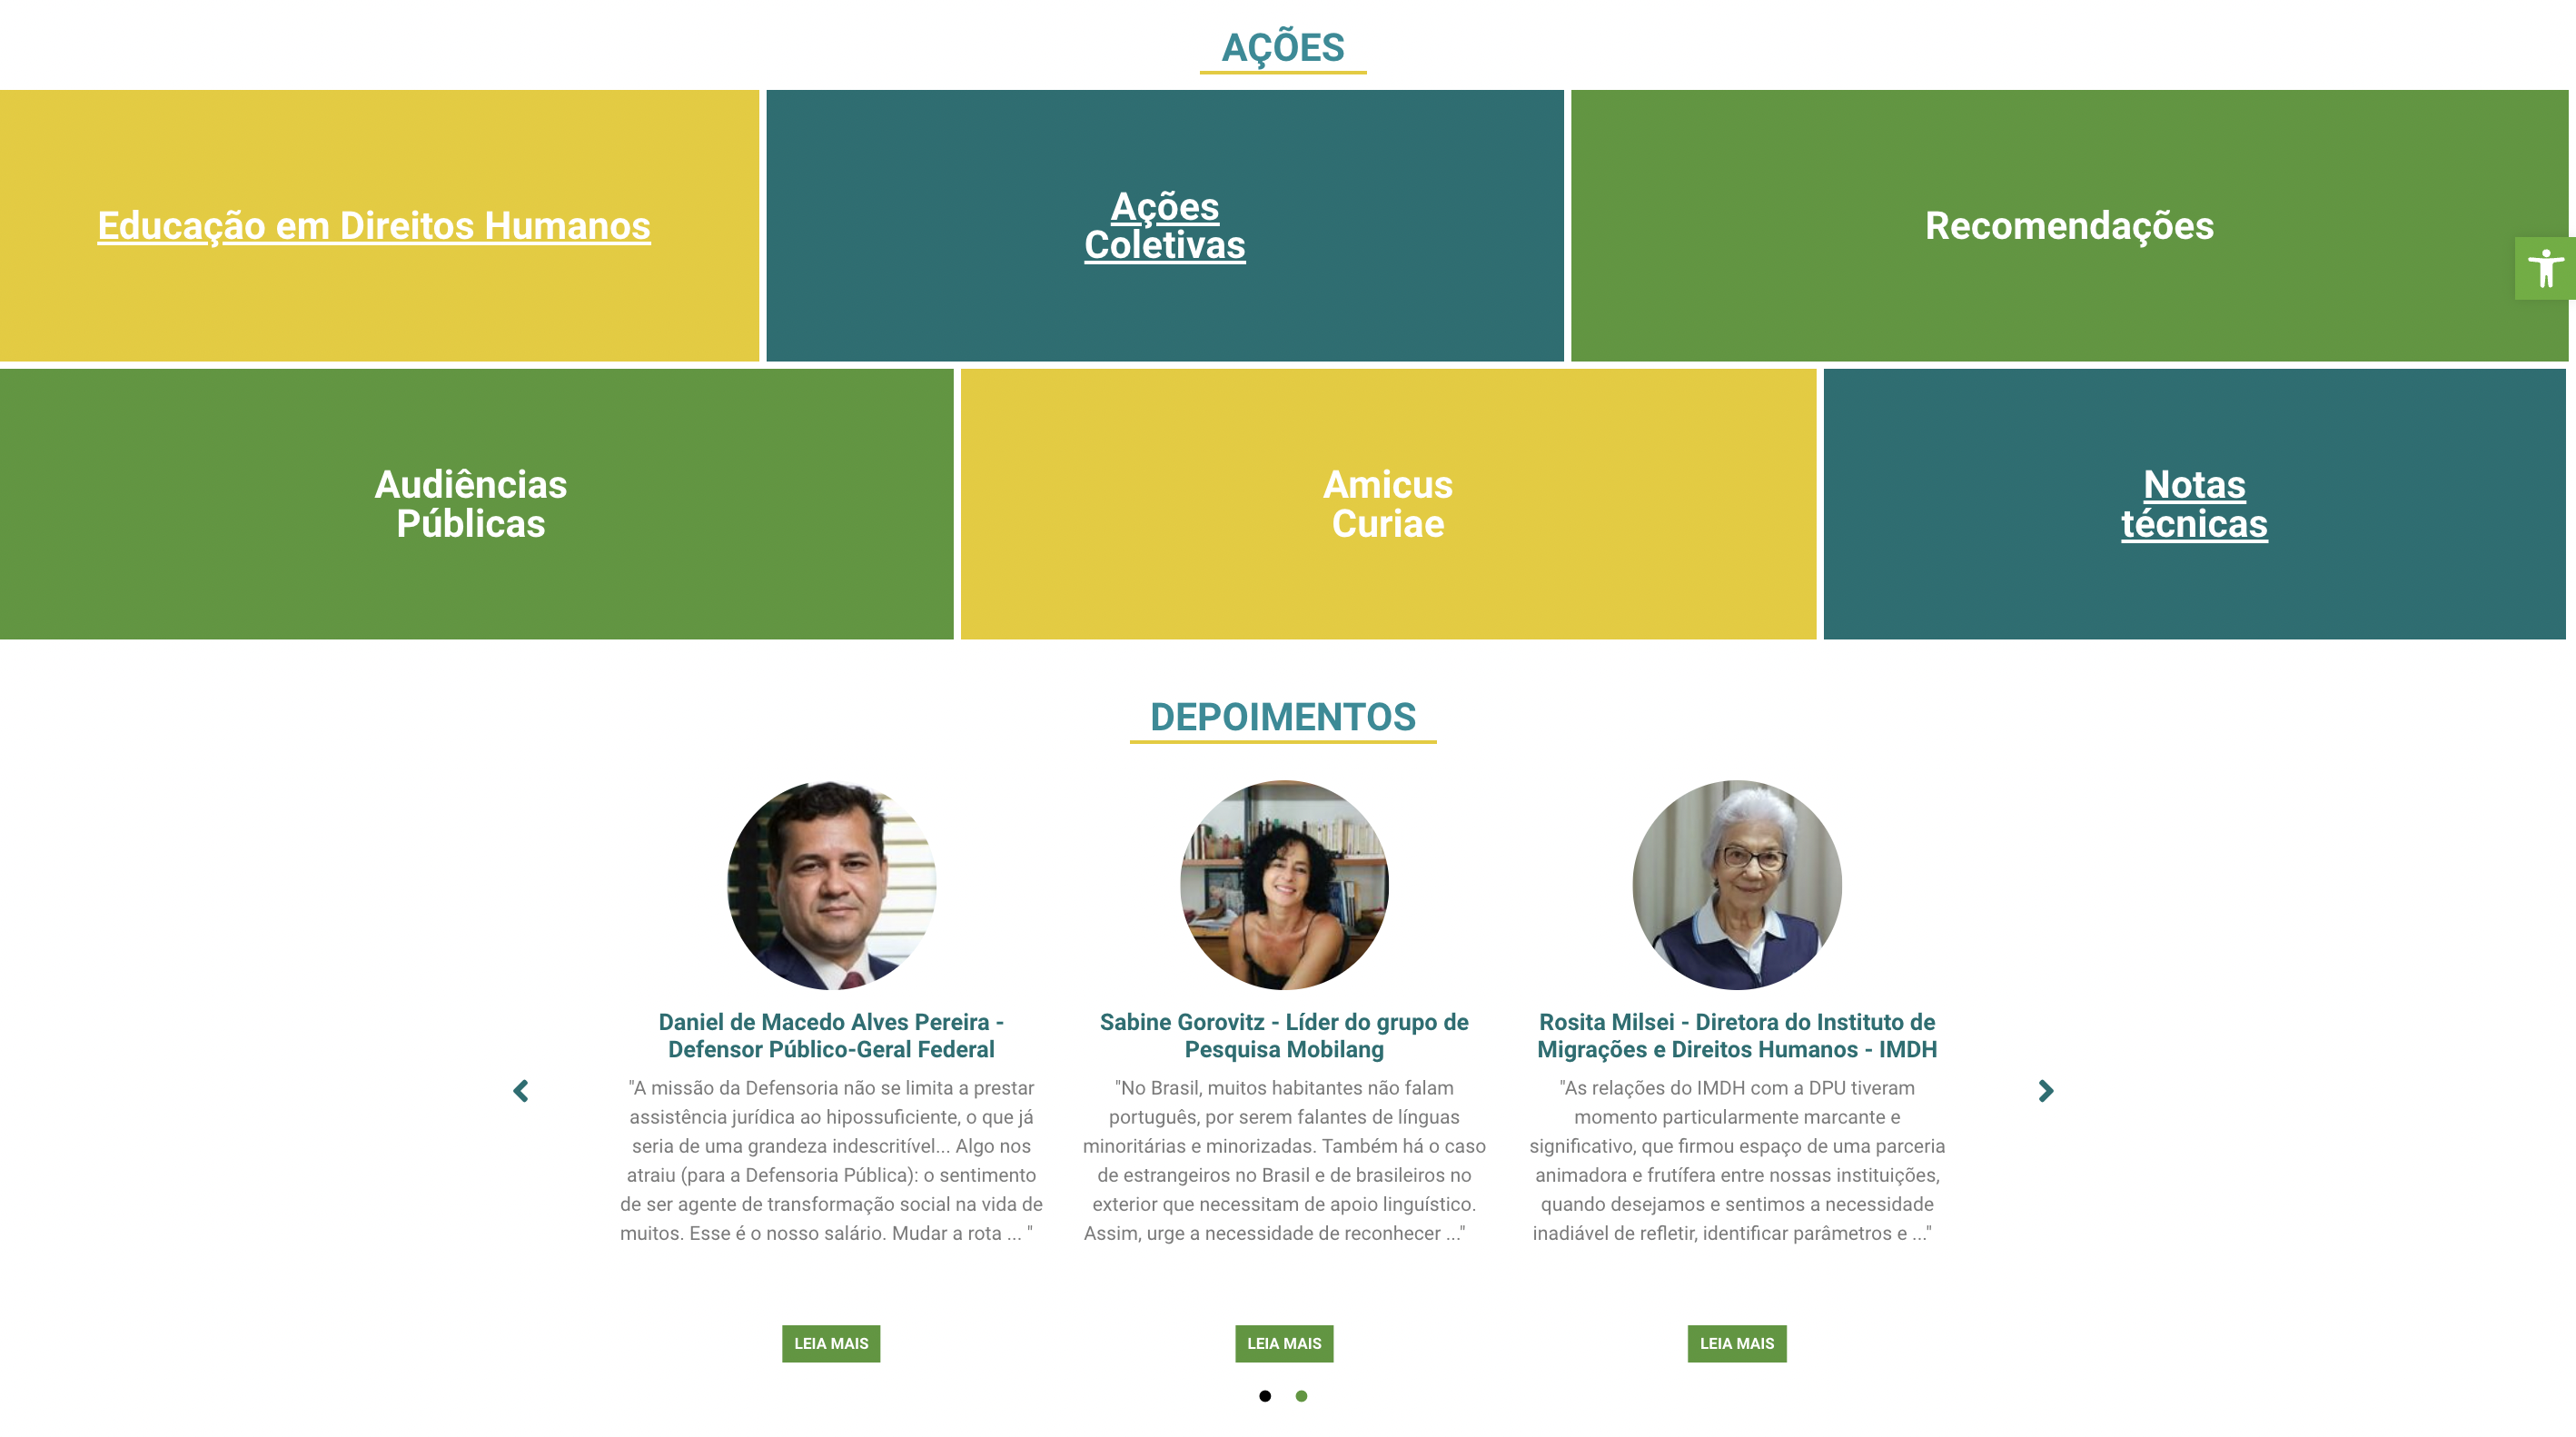 AÇÕES
Educação em Direitos Humanos
Ações
Coletivas
Recomendações
Audiências
Públicas
Amicus
Curiae
Notas
técnicas
DEPOIMENTOS
Daniel de Macedo Alves Pereira -
Defensor Público-Geral Federal
"A missão da Defensoria não se limita a prestar
assistência jurídica ao hipossuficiente, o que já
seria de uma grandeza indescritível... Algo nos
atraiu (para a Defensoria Pública): o sentimento
de ser agente de transformação social na vida de
muitos. Esse é o nosso salário. Mudar a rota ... "
LEIA MAIS
Sabine Gorovitz - Líder do grupo de
Pesquisa Mobilang
"No Brasil, muitos habitantes não falam
português, por serem falantes de línguas
minoritárias e minorizadas. Também há o caso
de estrangeiros no Brasil e de brasileiros no
exterior que necessitam de apoio linguístico.
Assim, urge a necessidade de reconhecer ..."
LEIA MAIS
Rosita Milsei - Diretora do Instituto de
Migrações e Direitos Humanos - IMDH
"As relações do IMDH com a DPU tiveram
momento particularmente marcante e
significativo, que firmou espaço de uma parceria
animadora e frutífera entre nossas instituições,
quando desejamos e sentimos a necessidade
inadiável de refletir, identificar parâmetros e ..."
LEIA MAIS